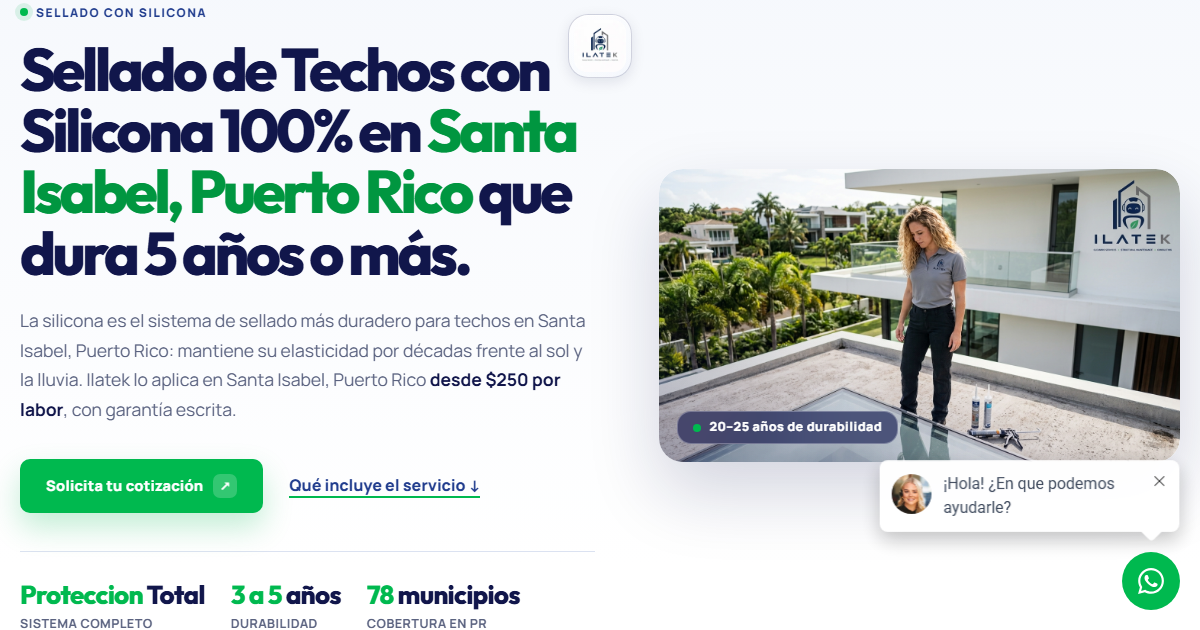 SELLADO CON SILICONA
ILATEK
Sellado de Techos con
Silicona 100% en Santa
Isabel, Puerto Rico que
dura 5 años o más.
La silicona es el sistema de sellado más duradero para techos en Santa
Isabel, Puerto Rico: mantiene su elasticidad por décadas frente al sol y
la lluvia. Ilatek lo aplica en Santa Isabel, Puerto Rico desde $250 por
labor, con garantía escrita.
Solicita tu cotización ↗
Qué incluye el servicio ↓
Proteccion Total
SISTEMA COMPLETO
3 a 5 años
DURABILIDAD
78 municipios
COBERTURA EN PR
ILATEK
20–25 años de durabilidad
¡Hola! ¿En que podemos
ayudarle?